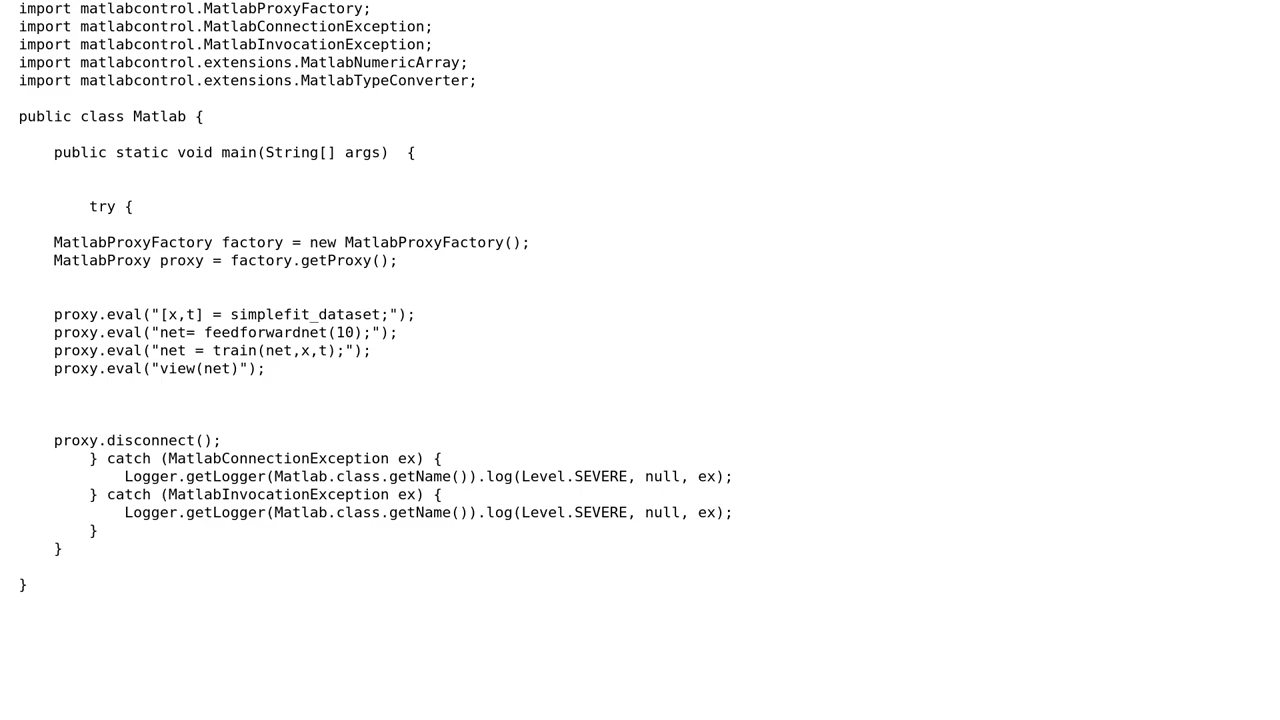 import matlabcontrol.MatlabProxyFactory;
import matlabcontrol.MatlabConnectionException;
import matlabcontrol.MatlabInvocationException;
import matlabcontrol.extensions.MatlabNumericArray;
import matlabcontrol.extensions.MatlabTypeConverter;
public class Matlab {
    public static void main(String[] args)  {
        try {
    MatlabProxyFactory factory = new MatlabProxyFactory();
    MatlabProxy proxy = factory.getProxy();
    proxy.eval("[x,t] = simplefit_dataset;");
    proxy.eval("net= feedforwardnet(10);");
    proxy.eval("net = train(net,x,t);");
    proxy.eval("view(net)");
    proxy.disconnect();
        } catch (MatlabConnectionException ex) {
            Logger.getLogger(Matlab.class.getName()).log(Level.SEVERE, null, ex);
        } catch (MatlabInvocationException ex) {
            Logger.getLogger(Matlab.class.getName()).log(Level.SEVERE, null, ex);
        }
    }
}